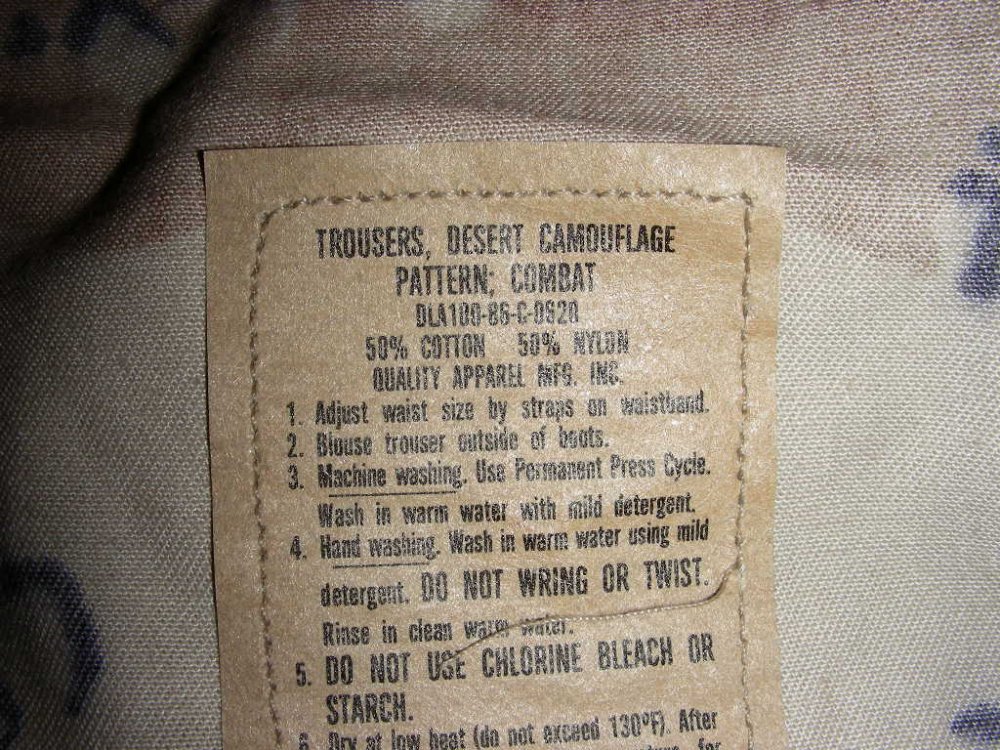 TROUSERS, DESERT CAMOUFLAGE
PATTERN; COMBAT
DLA100-86-C-0620
50% COTTON 50% NYLON
QUALITY APPAREL MFG. INC.
1. Adjust waist size by straps on waistband.
2. Blouse trouser outside of boots.
3. Machine washing. Use Permanent Press Cycle.
Wash in warm water with mild detergent.
4. Hand washing. Wash in warm water using mild
detergent. DO NOT WRING OR TWIST.
Rinse in clean warm water.
5. DO NOT USE CHLORINE BLEACH OR
STARCH.
6. Dry at low heat (do not exceed 130ºF). After
for